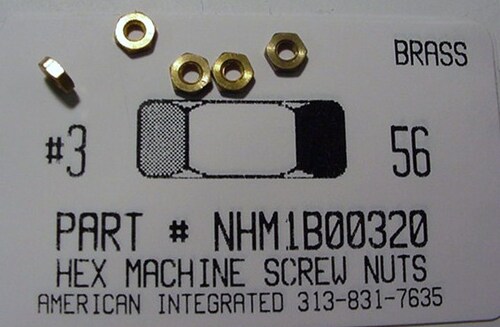 BRASS
#3 56
PART # NHM1B00320
HEX MACHINE SCREW NUTS
AMERICAN INTEGRATED 313-831-7635